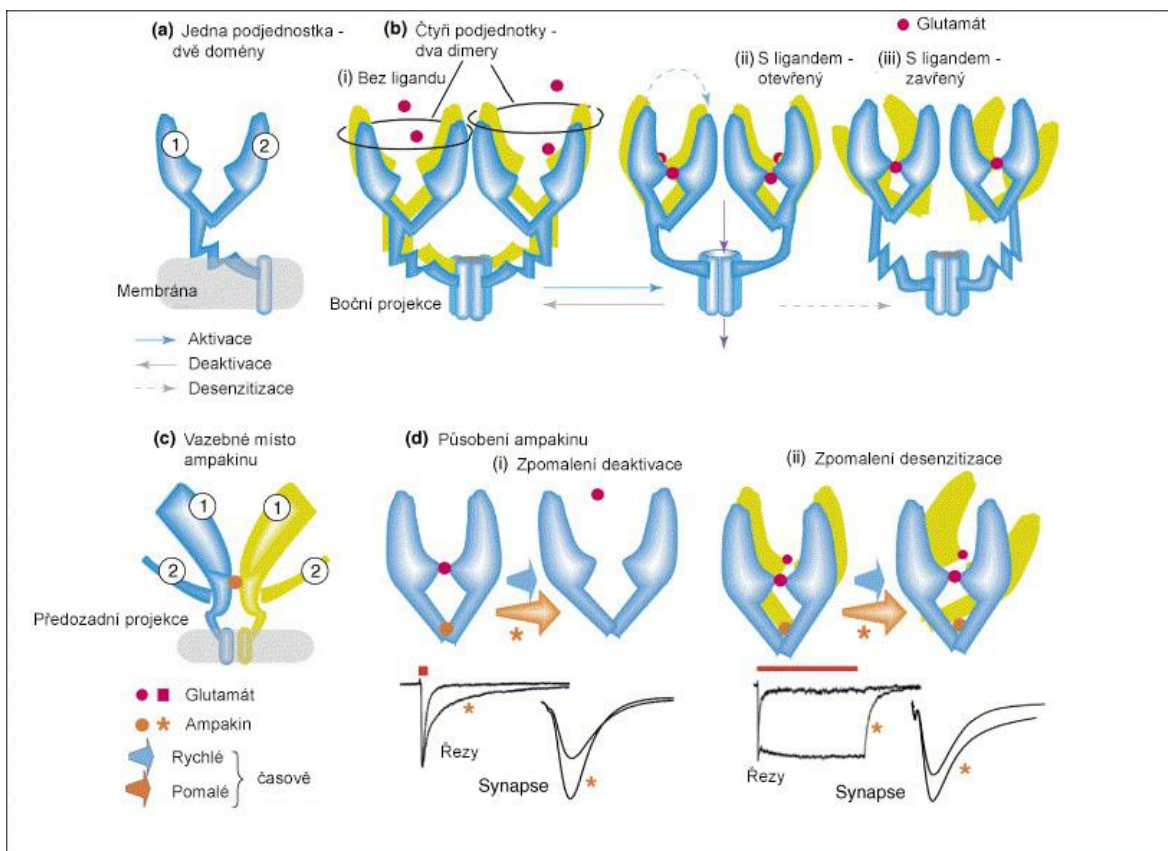 (a) Jedna podjednostka -
dvě domény
1
2
Membrána
Aktivace
Deaktivace
Desenzitizace
(b) Čtyři podjednotky -
dva dimery
(i) Bez ligandu
Glutamát
(ii) S ligandem -
otevřený
(iii) S ligandem -
zavřený
Boční projekce
(c) Vazebné místo
ampakinu
1
1
2
2
Předozadní projekce
Glutamát
* Ampakin
Rychlé
Pomalé
časově
(d) Působení ampakinu
(i) Zpomalení deaktivace
*
*
Řezy
Synapse
*
(ii) Zpomalení desenzitizace
*
*
Řezy
Synapse
*